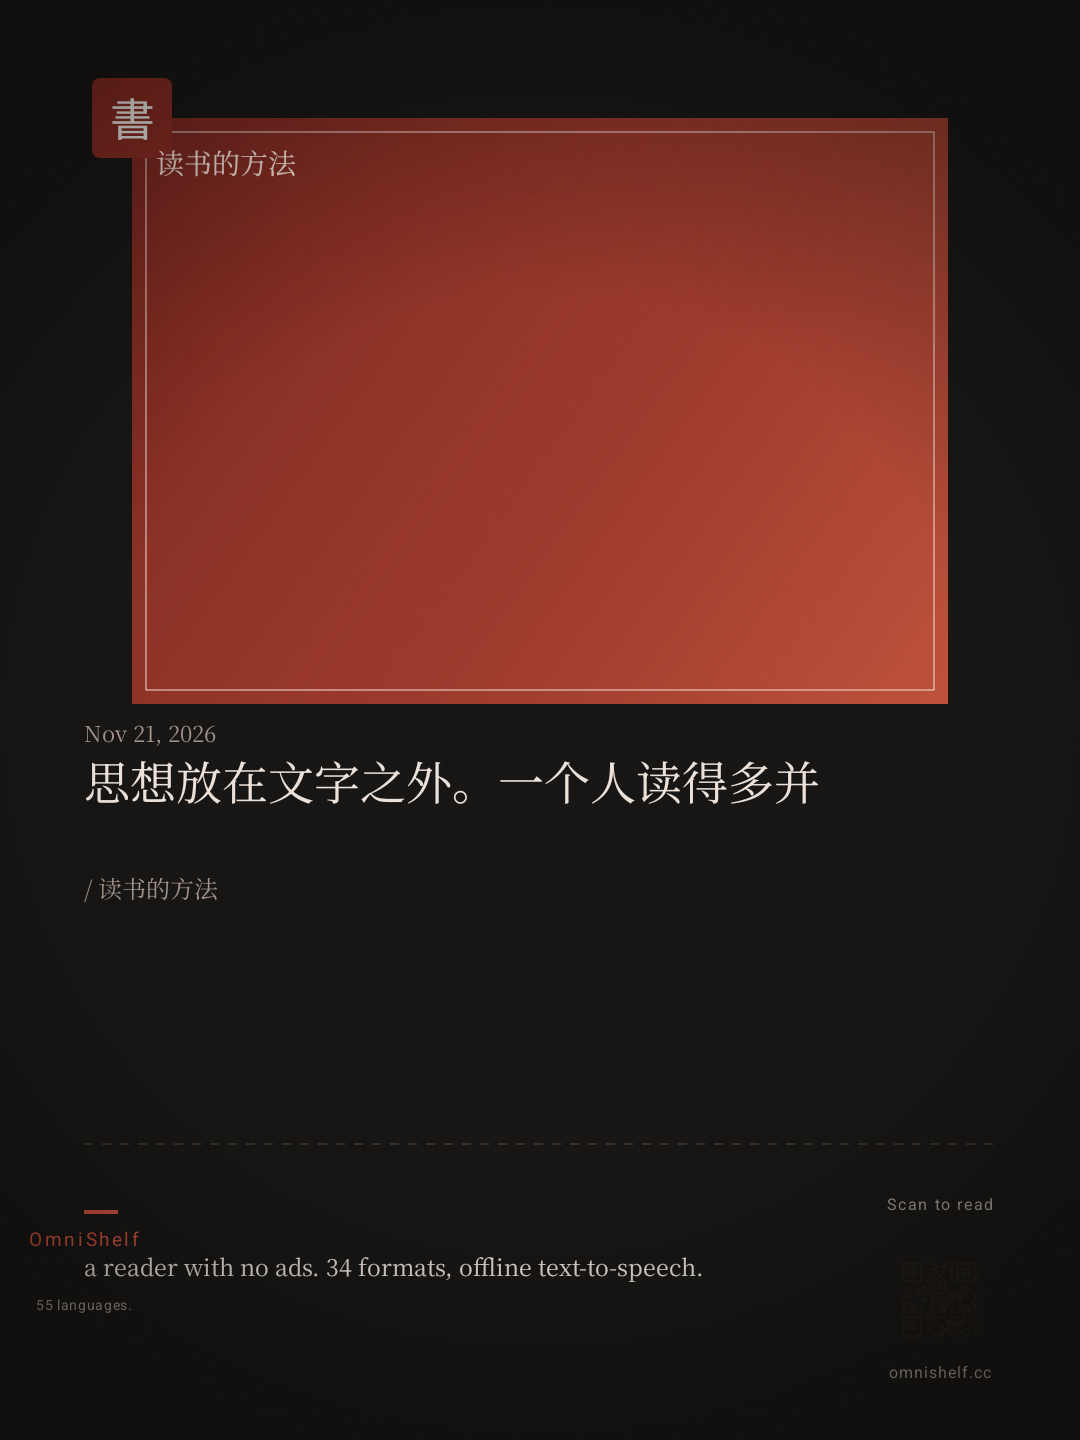 書
读书的方法
Nov 21, 2026
思想放在文字之外。一个人读得多并
/ 读书的方法
Scan to read
OmniShelf
a reader with no ads. 34 formats, offline text-to-speech.
55 languages.
omnishelf.cc